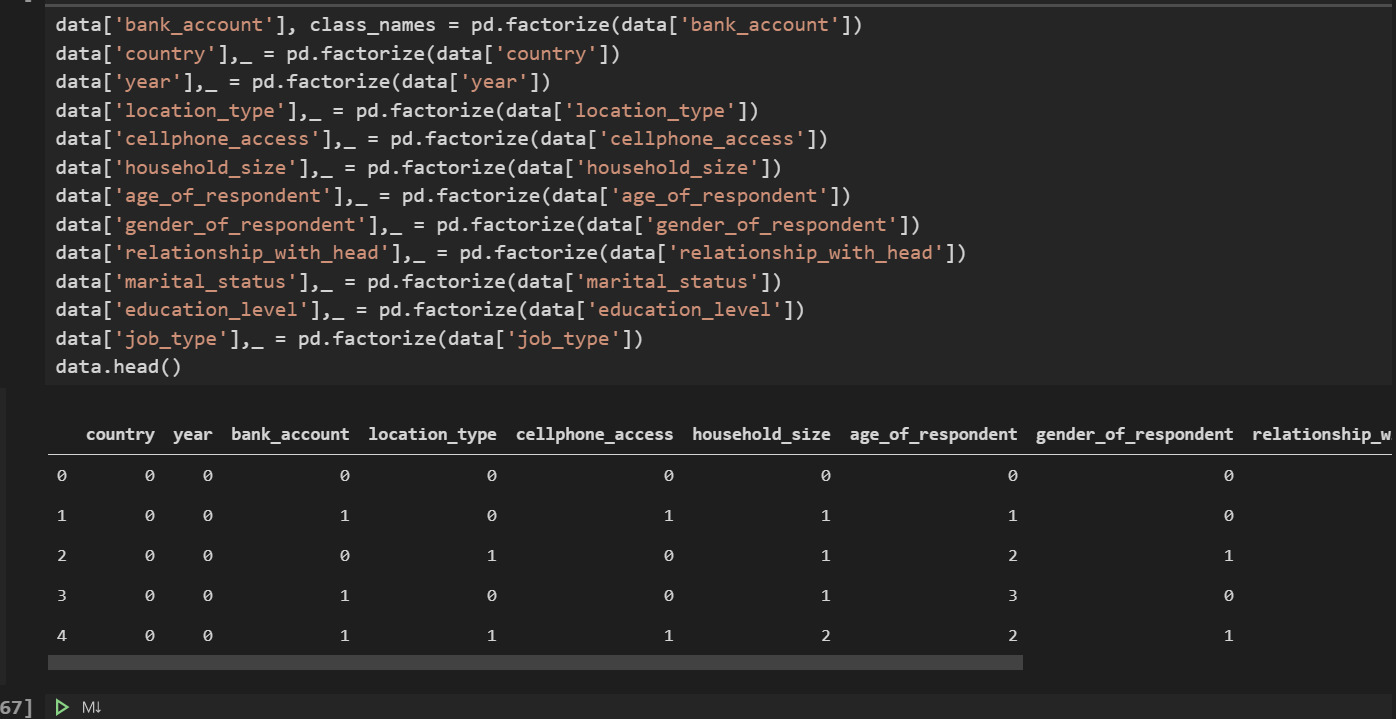 data['bank_account'], class_names = pd.factorize(data['bank_account'])
data['country'],_ = pd.factorize(data['country'])
data['year'],_ = pd.factorize(data['year'])
data['location_type'],_ = pd.factorize(data['location_type'])
data['cellphone_access'],_ = pd.factorize(data['cellphone_access'])
data['household_size'],_ = pd.factorize(data['household_size'])
data['age_of_respondent'],_ = pd.factorize(data['age_of_respondent'])
data['gender_of_respondent'],_ = pd.factorize(data['gender_of_respondent'])
data['relationship_with_head'],_ = pd.factorize(data['relationship_with_head'])
data['marital_status'],_ = pd.factorize(data['marital_status'])
data['education_level'],_ = pd.factorize(data['education_level'])
data['job_type'],_ = pd.factorize(data['job_type'])
data.head()
country year bank_account location_type cellphone_access household_size age_of_respondent gender_of_respondent relationship_w
0 0 0 0 0 0 0 0 0
1 0 0 1 0 1 1 1 0
2 0 0 0 1 0 1 2 1
3 0 0 1 0 0 1 3 0
4 0 0 1 1 1 2 2 1
67] M↓